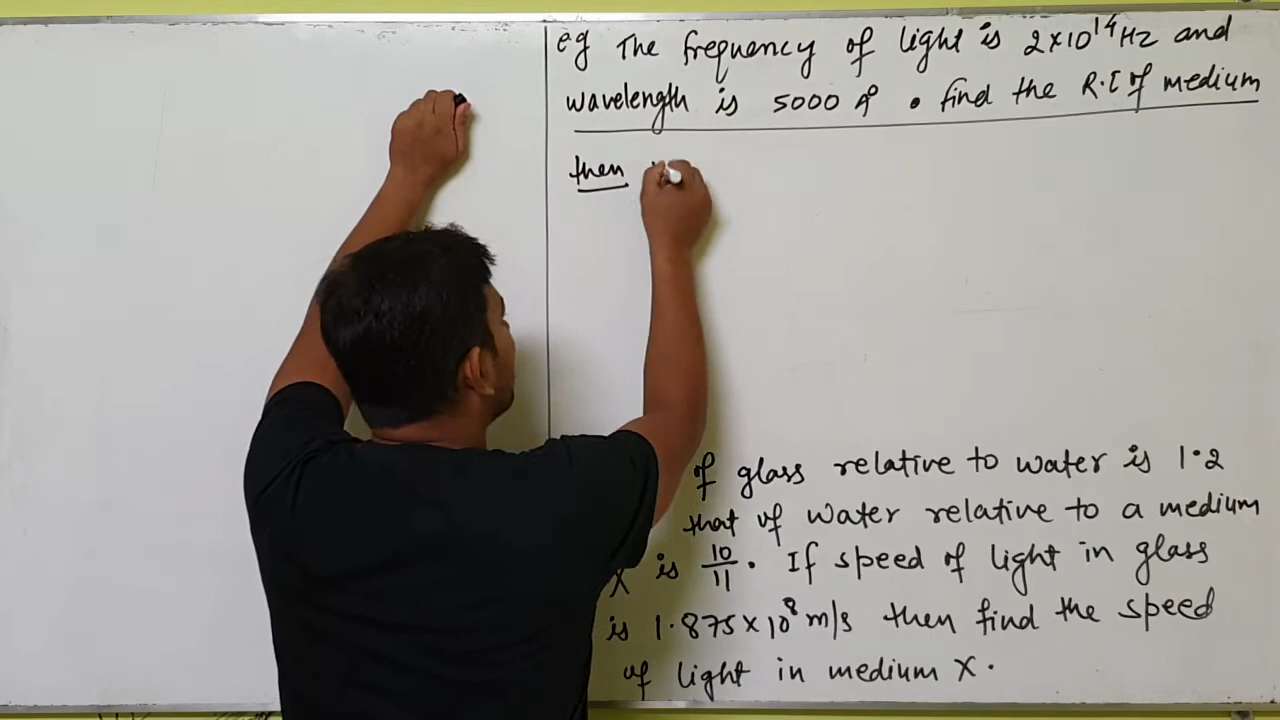 eg The frequency of light is 2×10¹⁴Hz and
wavelength is 5000 A° . find the R.I of medium
then
of glass relative to water is 1.2
that of water relative to a medium
X is 10/11 . If speed of light in glass
is 1.875×10⁸ m/s then find the speed
of light in medium X .